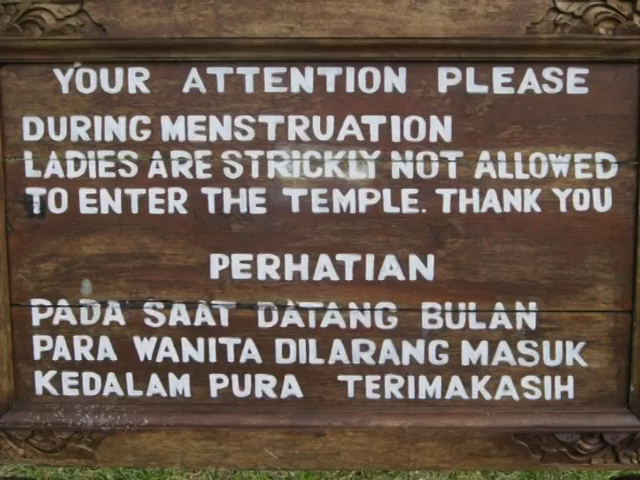 YOUR ATTENTION PLEASE
DURING MENSTRUATION
LADIES ARE STRICKLY NOT ALLOWED
TO ENTER THE TEMPLE. THANK YOU
PERHATIAN
PADA SAAT DATANG BULAN
PARA WANITA DILARANG MASUK
KEDALAM PURA TERIMAKASIH